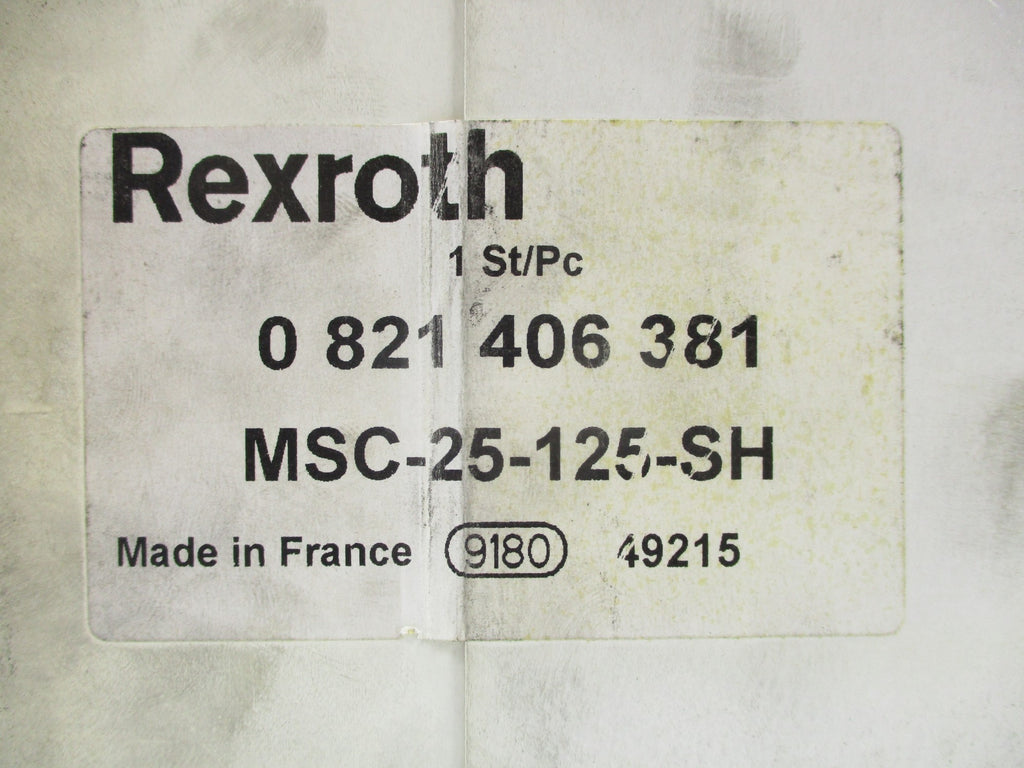 Rexroth
1 St/Pc
0 821 406 381
MSC-25-125-SH
Made in France 9180 49215